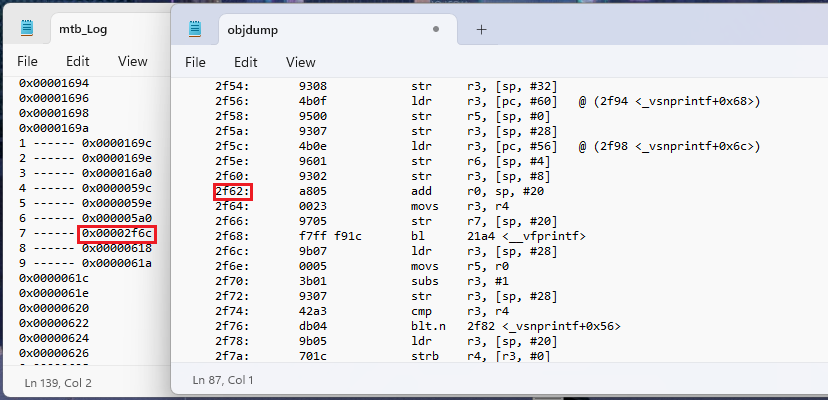 mtb_Log
File Edit View
0x00001694
0x00001696
0x00001698
0x0000169a
1 ------ 0x0000169c
2 ------ 0x0000169e
3 ------ 0x000016a0
4 ------ 0x0000059c
5 ------ 0x0000059e
6 ------ 0x000005a0
7 ------ 0x00002f6c
8 ------ 0x00000618
9 ------ 0x0000061a
0x0000061c
0x0000061e
0x00000620
0x00000622
0x00000624
0x00000626
Ln 139, Col 2
objdump
File Edit View
2f54: 9308 str r3, [sp, #32]
2f56: 4b0f ldr r3, [pc, #60] @ (2f94 <_vsnprintf+0x68>)
2f58: 9500 str r5, [sp, #0]
2f5a: 9307 str r3, [sp, #28]
2f5c: 4b0e ldr r3, [pc, #56] @ (2f98 <_vsnprintf+0x6c>)
2f5e: 9601 str r6, [sp, #4]
2f60: 9302 str r3, [sp, #8]
2f62: a805 add r0, sp, #20
2f64: 0023 movs r3, r4
2f66: 9705 str r7, [sp, #20]
2f68: f7ff f91c bl 21a4 <__vfprintf>
2f6c: 9b07 ldr r3, [sp, #28]
2f6e: 0005 movs r5, r0
2f70: 3b01 subs r3, #1
2f72: 9307 str r3, [sp, #28]
2f74: 42a3 cmp r3, r4
2f76: db04 blt.n 2f82 <_vsnprintf+0x56>
2f78: 9b05 ldr r3, [sp, #20]
2f7a: 701c strb r4, [r3, #0]
Ln 87, Col 1